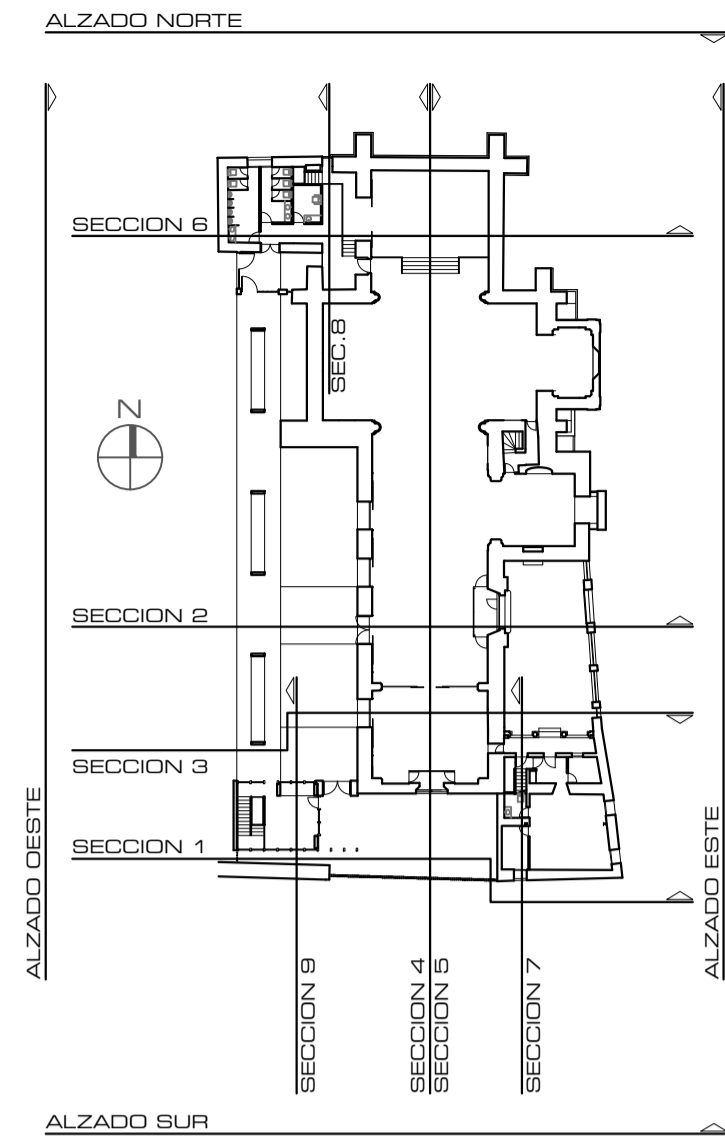 ALZADO NORTE
SECCION 6
SEC.8
N
SECCION 2
SECCION 3
SECCION 1
ALZADO OESTE
ALZADO ESTE
SECCION 9
SECCION 4
SECCION 5
SECCION 7
ALZADO SUR